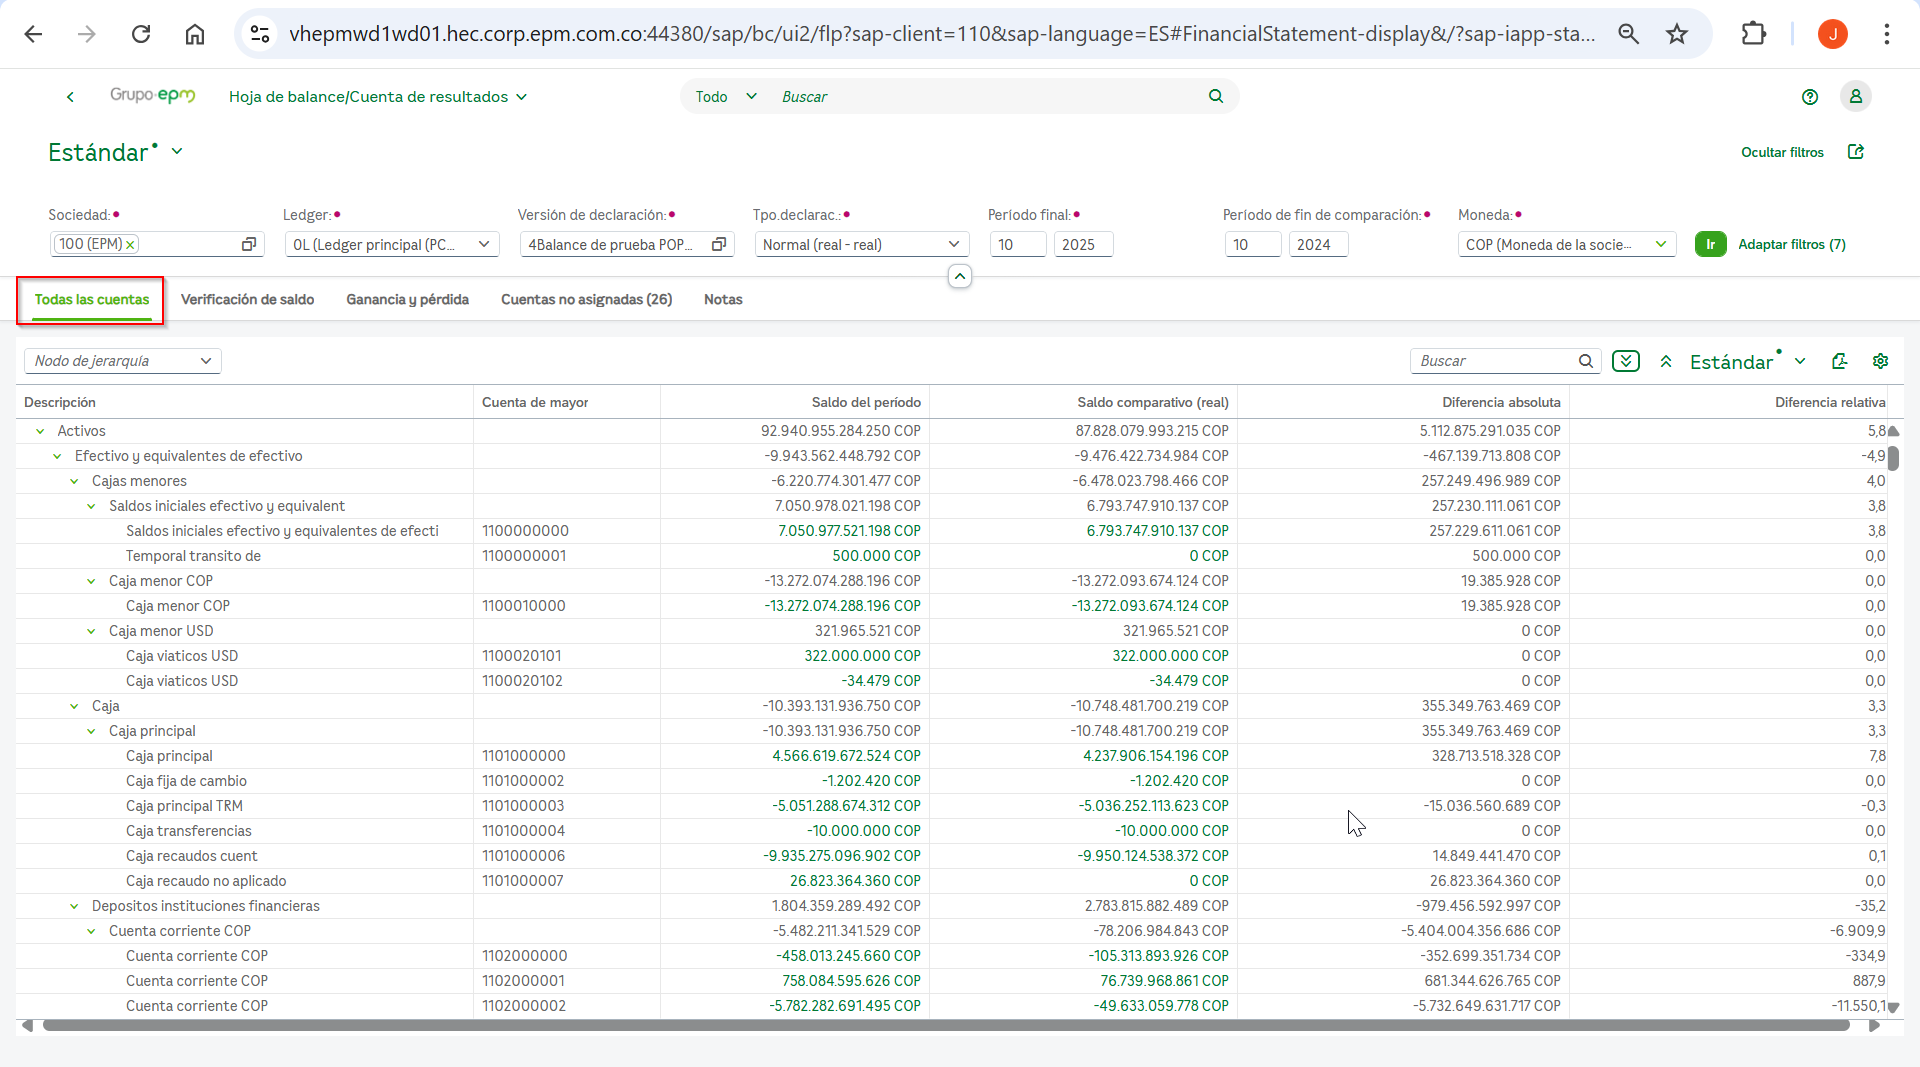 vhepmwd1wd01.hec.corp.epm.com.co:44380/sap/bc/ui2/flp?sap-client=110&sap-language=ES#FinancialStatement-display&/?sap-iapp-sta...
J
Grupo·epm
Hoja de balance/Cuenta de resultados
Todo
Buscar
Estándar
Ocultar filtros
Sociedad: Ledger: Versión de declaración: Tpo.declarac.: Período final: Período de fin de comparación: Moneda:
100 (EPM) 0L (Ledger principal (PC... 4Balance de prueba POP... Normal (real - real) 10 2025 10 2024 COP (Moneda de la socie... Ir Adaptar filtros (7)
Todas las cuentas Verificación de saldo Ganancia y pérdida Cuentas no asignadas (26) Notas
Nodo de jerarquía Buscar Estándar
Descripción Cuenta de mayor Saldo del período Saldo comparativo (real) Diferencia absoluta Diferencia relativa
Activos 92.940.955.284.250 COP 87.828.079.993.215 COP 5.112.875.291.035 COP 5,8
Efectivo y equivalentes de efectivo -9.943.562.448.792 COP -9.476.422.734.984 COP -467.139.713.808 COP -4,9
Cajas menores -6.220.774.301.477 COP -6.478.023.798.466 COP 257.249.496.989 COP 4,0
Saldos iniciales efectivo y equivalent 7.050.978.021.198 COP 6.793.747.910.137 COP 257.230.111.061 COP 3,8
Saldos iniciales efectivo y equivalentes de efecti 1100000000 7.050.977.521.198 COP 6.793.747.910.137 COP 257.229.611.061 COP 3,8
Temporal transito de 1100000001 500.000 COP 0 COP 500.000 COP 0,0
Caja menor COP -13.272.074.288.196 COP -13.272.093.674.124 COP 19.385.928 COP 0,0
Caja menor COP 1100010000 -13.272.074.288.196 COP -13.272.093.674.124 COP 19.385.928 COP 0,0
Caja menor USD 321.965.521 COP 321.965.521 COP 0 COP 0,0
Caja viaticos USD 1100020101 322.000.000 COP 322.000.000 COP 0 COP 0,0
Caja viaticos USD 1100020102 -34.479 COP -34.479 COP 0 COP 0,0
Caja -10.393.131.936.750 COP -10.748.481.700.219 COP 355.349.763.469 COP 3,3
Caja principal -10.393.131.936.750 COP -10.748.481.700.219 COP 355.349.763.469 COP 3,3
Caja principal 1101000000 4.566.619.672.524 COP 4.237.906.154.196 COP 328.713.518.328 COP 7,8
Caja fija de cambio 1101000002 -1.202.420 COP -1.202.420 COP 0 COP 0,0
Caja principal TRM 1101000003 -5.051.288.674.312 COP -5.036.252.113.623 COP -15.036.560.689 COP -0,3
Caja transferencias 1101000004 -10.000.000 COP -10.000.000 COP 0 COP 0,0
Caja recaudos cuent 1101000006 -9.935.275.096.902 COP -9.950.124.538.372 COP 14.849.441.470 COP 0,1
Caja recaudo no aplicado 1101000007 26.823.364.360 COP 0 COP 26.823.364.360 COP 0,0
Depositos instituciones financieras 1.804.359.289.492 COP 2.783.815.882.489 COP -979.456.592.997 COP -35,2
Cuenta corriente COP -5.482.211.341.529 COP -78.206.984.843 COP -5.404.004.356.686 COP -6.909,9
Cuenta corriente COP 1102000000 -458.013.245.660 COP -105.313.893.926 COP -352.699.351.734 COP -334,9
Cuenta corriente COP 1102000001 758.084.595.626 COP 76.739.968.861 COP 681.344.626.765 COP 887,9
Cuenta corriente COP 1102000002 -5.782.282.691.495 COP -49.633.059.778 COP -5.732.649.631.717 COP -11.550,1